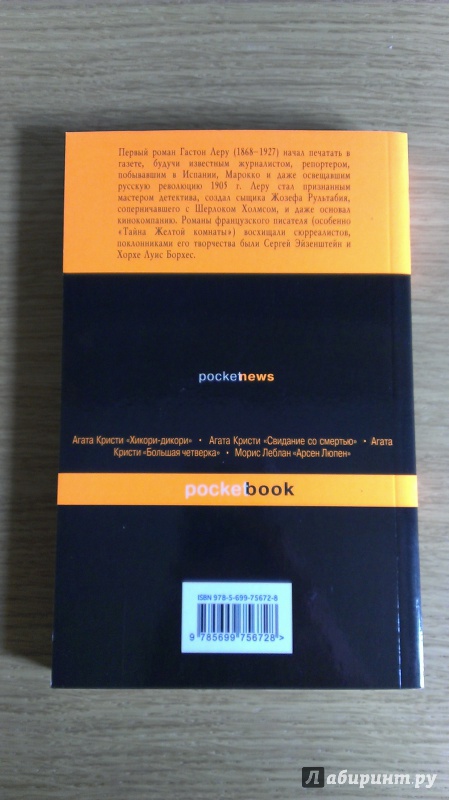 Первый роман Гастон Леру (1868–1927) начал печатать в
газете, будучи известным журналистом, репортером,
побывавшим в Испании, Марокко и даже освещавшим
русскую революцию 1905 г. Леру стал признанным
мастером детектива, создал сыщика Жозефа Рультабия,
соперничавшего с Шерлоком Холмсом, и даже основал
кинокомпанию. Романы французского писателя (особенно
«Тайна Желтой комнаты») восхищали сюрреалистов,
поклонниками его творчества были Сергей Эйзенштейн и
Хорхе Луис Борхес.
pocketnews
Агата Кристи «Хикори-дикори» • Агата Кристи «Свидание со смертью» • Агата
Кристи «Большая четверка» • Морис Леблан «Арсен Люпен»
pocketbook
ISBN 978-5-699-75672-8
9 785699 756728 >
Лабиринт.ру